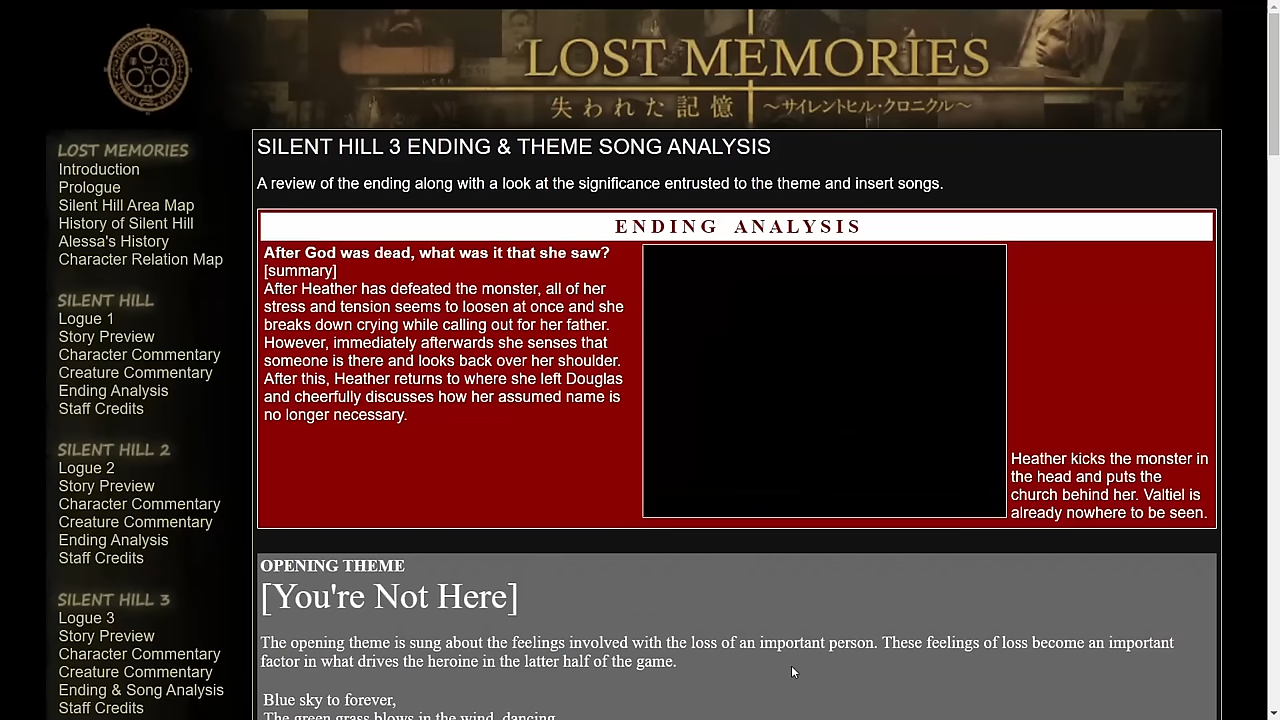 LOST MEMORIES
失われた記憶 ～サイレントヒル・クロニクル～
LOST MEMORIES
Introduction
Prologue
Silent Hill Area Map
History of Silent Hill
Alessa's History
Character Relation Map
SILENT HILL
Logue 1
Story Preview
Character Commentary
Creature Commentary
Ending Analysis
Staff Credits
SILENT HILL 2
Logue 2
Story Preview
Character Commentary
Creature Commentary
Ending Analysis
Staff Credits
SILENT HILL 3
Logue 3
Story Preview
Character Commentary
Creature Commentary
Ending & Song Analysis
Staff Credits
SILENT HILL 3 ENDING & THEME SONG ANALYSIS
A review of the ending along with a look at the significance entrusted to the theme and insert songs.
ENDING ANALYSIS
After God was dead, what was it that she saw?
[summary]
After Heather has defeated the monster, all of her
stress and tension seems to loosen at once and she
breaks down crying while calling out for her father.
However, immediately afterwards she senses that
someone is there and looks back over her shoulder.
After this, Heather returns to where she left Douglas
and cheerfully discusses how her assumed name is
no longer necessary.
Heather kicks the monster in
the head and puts the
church behind her. Valtiel is
already nowhere to be seen.
OPENING THEME
[You're Not Here]
The opening theme is sung about the feelings involved with the loss of an important person. These feelings of loss become an important
factor in what drives the heroine in the latter half of the game.
Blue sky to forever,
The green grass blows in the wind, dancing